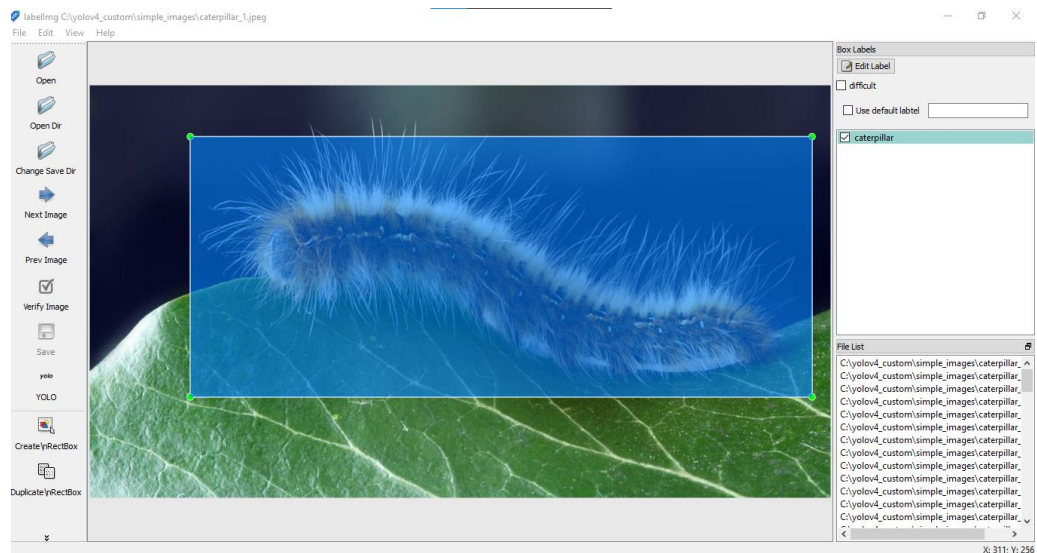 labelImg C:\yolov4_custom\simple_images\caterpillar_1.jpeg
File Edit View Help
Open
Open Dir
Change Save Dir
Next Image
Prev Image
Verify Image
Save
yolo
YOLO
Create\nRectBox
Duplicate\nRectBox
Box Labels
Edit Label
difficult
Use default labtel
caterpillar
File List
C:\yolov4_custom\simple_images\caterpillar_
C:\yolov4_custom\simple_images\caterpillar_
C:\yolov4_custom\simple_images\caterpillar_
C:\yolov4_custom\simple_images\caterpillar_
C:\yolov4_custom\simple_images\caterpillar_
C:\yolov4_custom\simple_images\caterpillar_
C:\yolov4_custom\simple_images\caterpillar_
C:\yolov4_custom\simple_images\caterpillar_
C:\yolov4_custom\simple_images\caterpillar_
C:\yolov4_custom\simple_images\caterpillar_
C:\yolov4_custom\simple_images\caterpillar_
C:\yolov4_custom\simple_images\caterpillar_
C:\yolov4_custom\simple_images\caterpillar_
X: 311: Y: 256